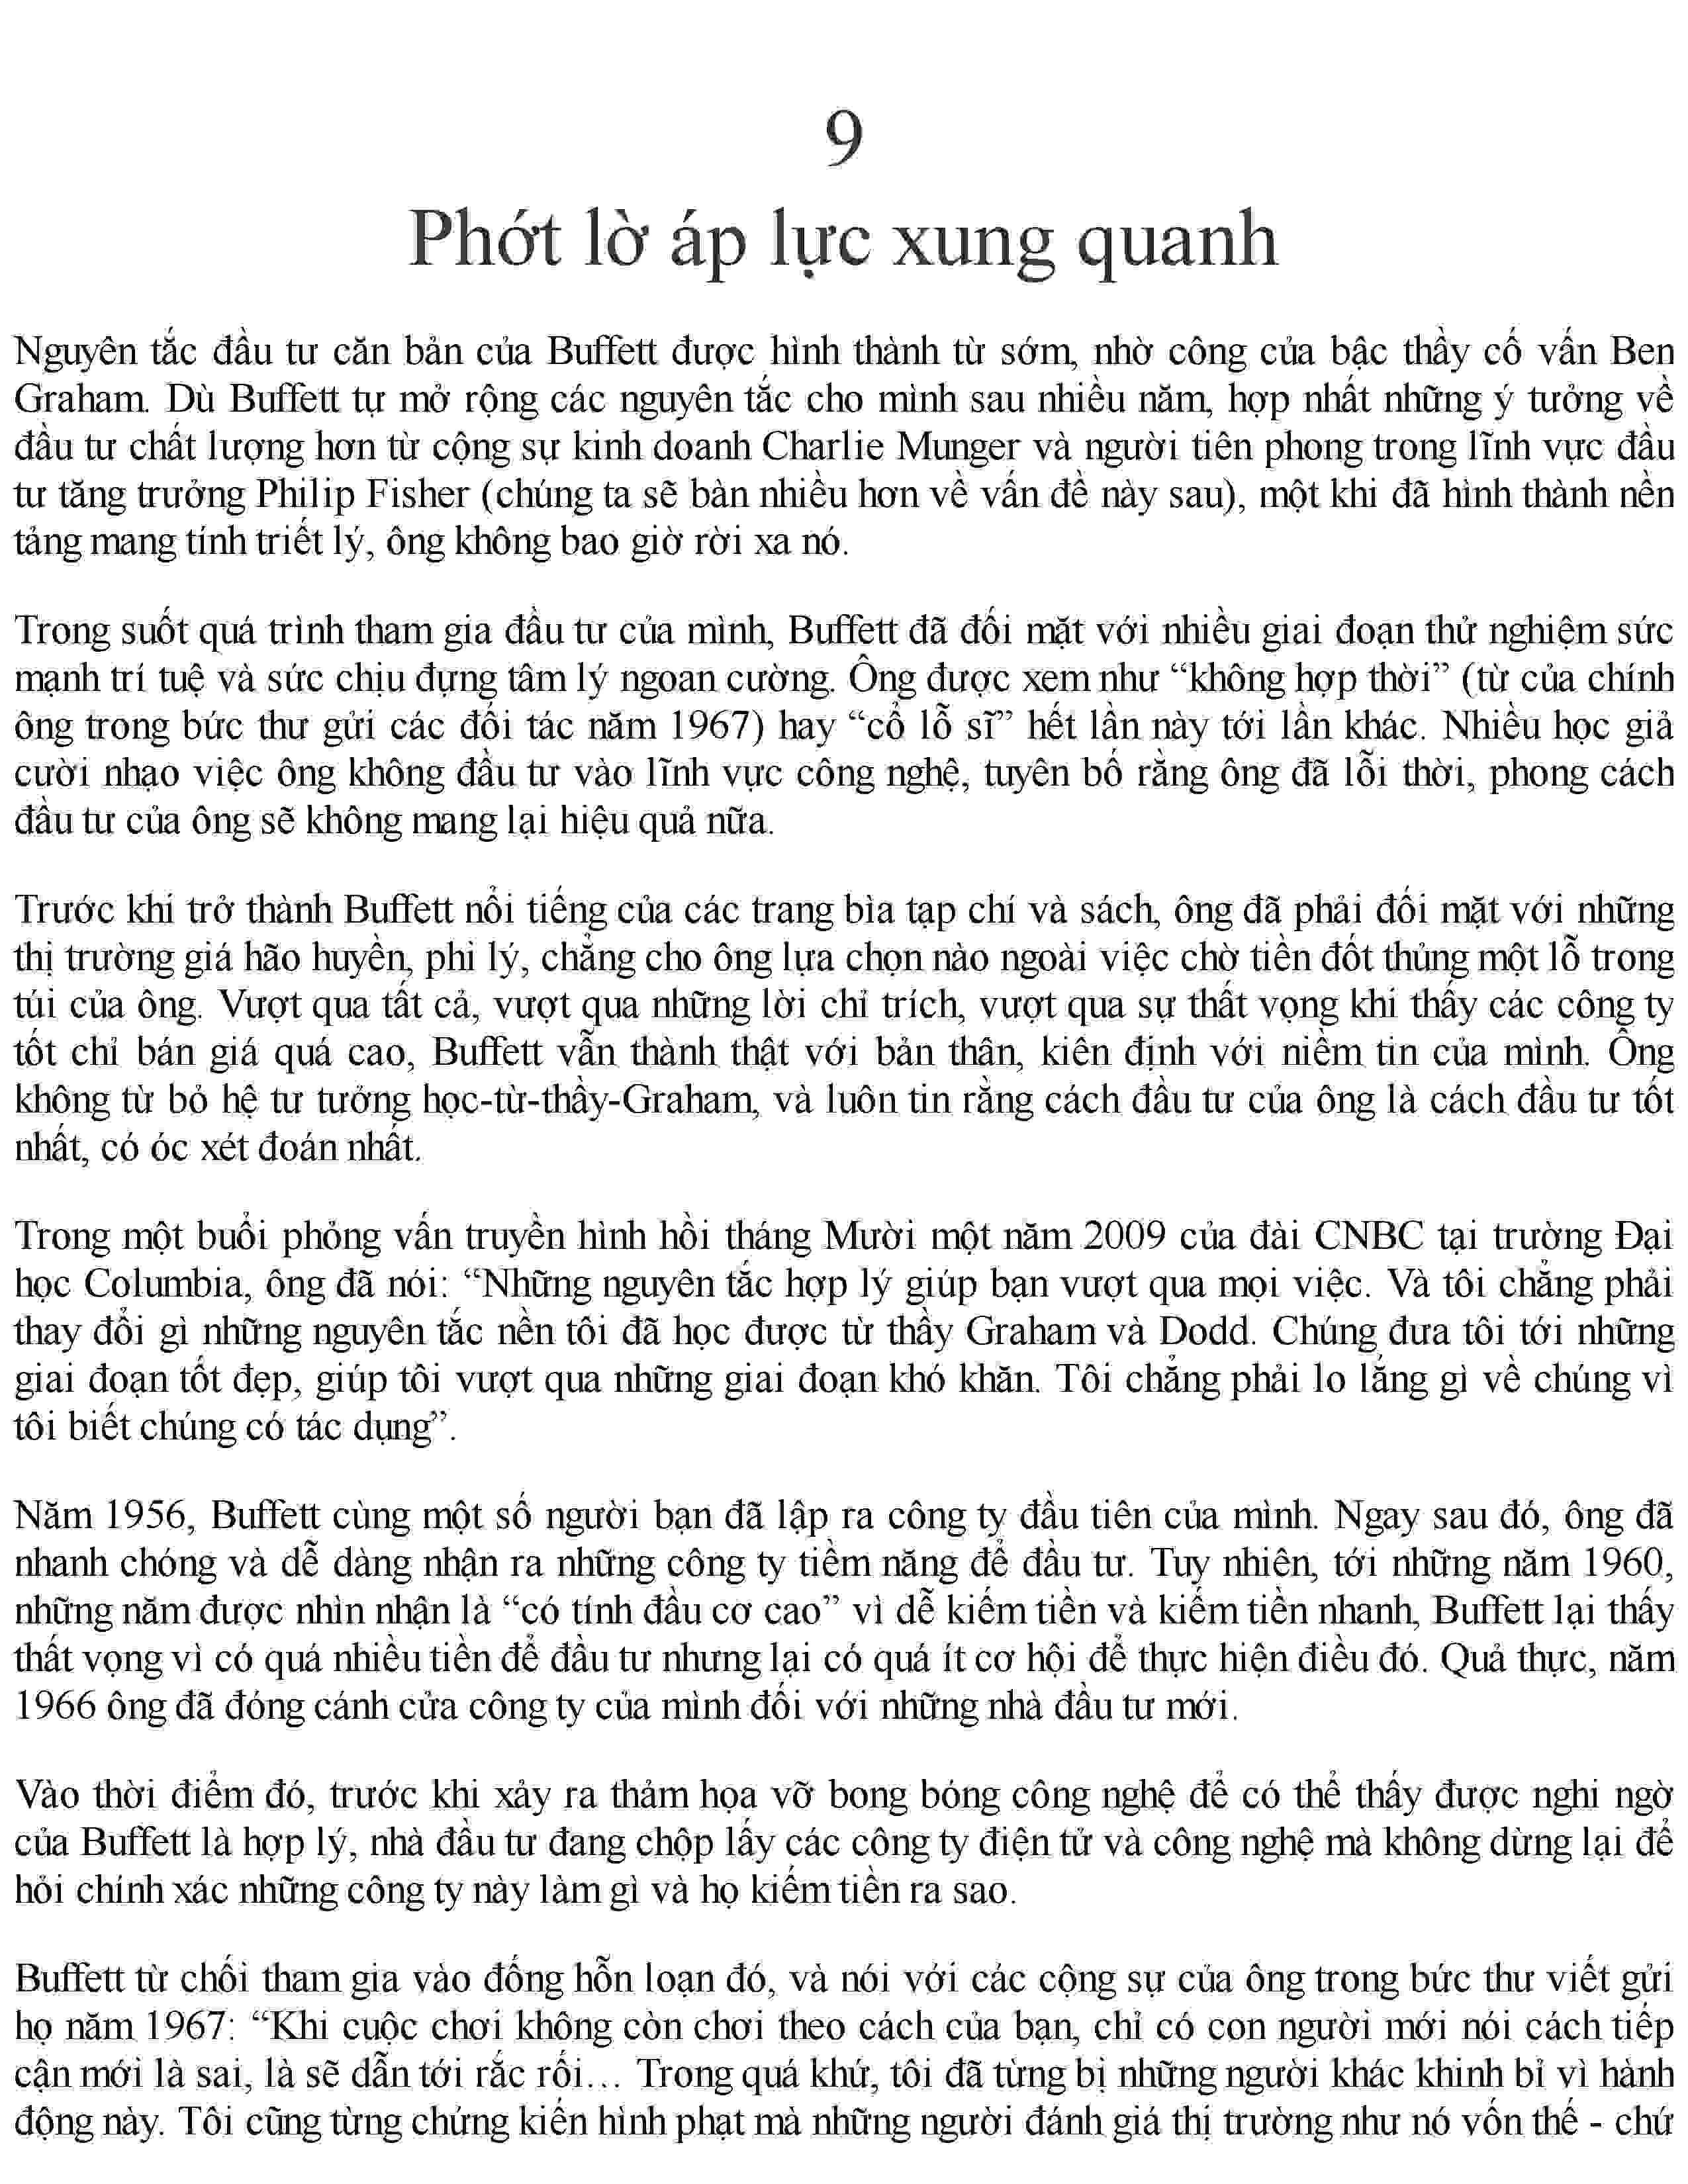 9
Phớt lờ áp lực xung quanh
Nguyên tắc đầu tư căn bản của Buffett được hình thành từ sớm, nhờ công của bậc thầy cố vấn Ben
Graham. Dù Buffett tự mở rộng các nguyên tắc cho mình sau nhiều năm, hợp nhất những ý tưởng về
đầu tư chất lượng hơn từ cộng sự kinh doanh Charlie Munger và người tiên phong trong lĩnh vực đầu
tư tăng trưởng Philip Fisher (chúng ta sẽ bàn nhiều hơn về vấn đề này sau), một khi đã hình thành nền
tảng mang tính triết lý, ông không bao giờ rời xa nó.
Trong suốt quá trình tham gia đầu tư của mình, Buffett đã đối mặt với nhiều giai đoạn thử nghiệm sức
mạnh trí tuệ và sức chịu đựng tâm lý ngoan cường. Ông được xem như “không hợp thời” (từ của chính
ông trong bức thư gửi các đối tác năm 1967) hay “cổ lỗ sĩ” hết lần này tới lần khác. Nhiều học giả
cười nhạo việc ông không đầu tư vào lĩnh vực công nghệ, tuyên bố rằng ông đã lỗi thời, phong cách
đầu tư của ông sẽ không mang lại hiệu quả nữa.
Trước khi trở thành Buffett nổi tiếng của các trang bìa tạp chí và sách, ông đã phải đối mặt với những
thị trường giá hão huyền, phi lý, chẳng cho ông lựa chọn nào ngoài việc chờ tiền đốt thủng một lỗ trong
túi của ông. Vượt qua tất cả, vượt qua những lời chỉ trích, vượt qua sự thất vọng khi thấy các công ty
tốt chỉ bán giá quá cao, Buffett vẫn thành thật với bản thân, kiên định với niềm tin của mình. Ông
không từ bỏ hệ tư tưởng học-từ-thầy-Graham, và luôn tin rằng cách đầu tư của ông là cách đầu tư tốt
nhất, có óc xét đoán nhất.
Trong một buổi phỏng vấn truyền hình hồi tháng Mười một năm 2009 của đài CNBC tại trường Đại
học Columbia, ông đã nói: “Những nguyên tắc hợp lý giúp bạn vượt qua mọi việc. Và tôi chẳng phải
thay đổi gì những nguyên tắc nền tôi đã học được từ thầy Graham và Dodd. Chúng đưa tôi tới những
giai đoạn tốt đẹp, giúp tôi vượt qua những giai đoạn khó khăn. Tôi chẳng phải lo lắng gì về chúng vì
tôi biết chúng có tác dụng”.
Năm 1956, Buffett cùng một số người bạn đã lập ra công ty đầu tiên của mình. Ngay sau đó, ông đã
nhanh chóng và dễ dàng nhận ra những công ty tiềm năng để đầu tư. Tuy nhiên, tới những năm 1960,
những năm được nhìn nhận là “có tính đầu cơ cao” vì dễ kiếm tiền và kiếm tiền nhanh, Buffett lại thấy
thất vọng vì có quá nhiều tiền để đầu tư nhưng lại có quá ít cơ hội để thực hiện điều đó. Quả thực, năm
1966 ông đã đóng cánh cửa công ty của mình đối với những nhà đầu tư mới.
Vào thời điểm đó, trước khi xảy ra thảm họa vỡ bong bóng công nghệ để có thể thấy được nghi ngờ
của Buffett là hợp lý, nhà đầu tư đang chộp lấy các công ty điện tử và công nghệ mà không dừng lại để
hỏi chính xác những công ty này làm gì và họ kiếm tiền ra sao.
Buffett từ chối tham gia vào đống hỗn loạn đó, và nói với các cộng sự của ông trong bức thư viết gửi
họ năm 1967: “Khi cuộc chơi không còn chơi theo cách của bạn, chỉ có con người mới nói cách tiếp
cận mới là sai, là sẽ dẫn tới rắc rối… Trong quá khứ, tôi đã từng bị những người khác khinh bỉ vì hành
động này. Tôi cũng từng chứng kiến hình phạt mà những người đánh giá thị trường như nó vốn thế - chứ